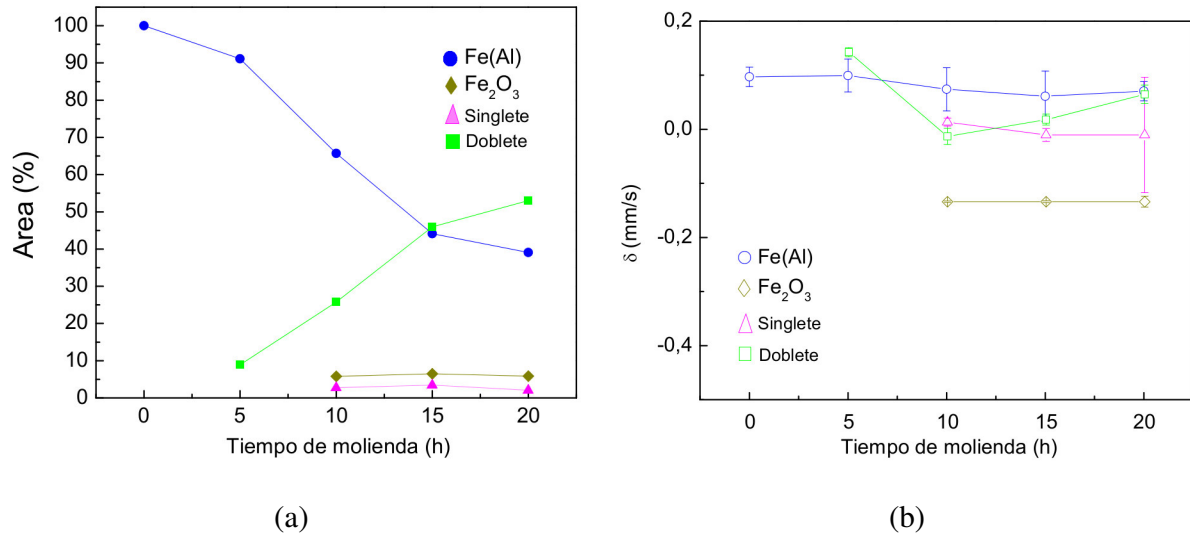 100
90
80
70
60
50
40
30
20
10
0
Area (%)
Fe(Al)
Fe2O3
Singlete
Doblete
0 5 10 15 20
Tiempo de molienda (h)
(a)
0,2
0,0
-0,2
-0,4
δ (mm/s)
Fe(Al)
Fe2O3
Singlete
Doblete
0 5 10 15 20
Tiempo de molienda (h)
(b)